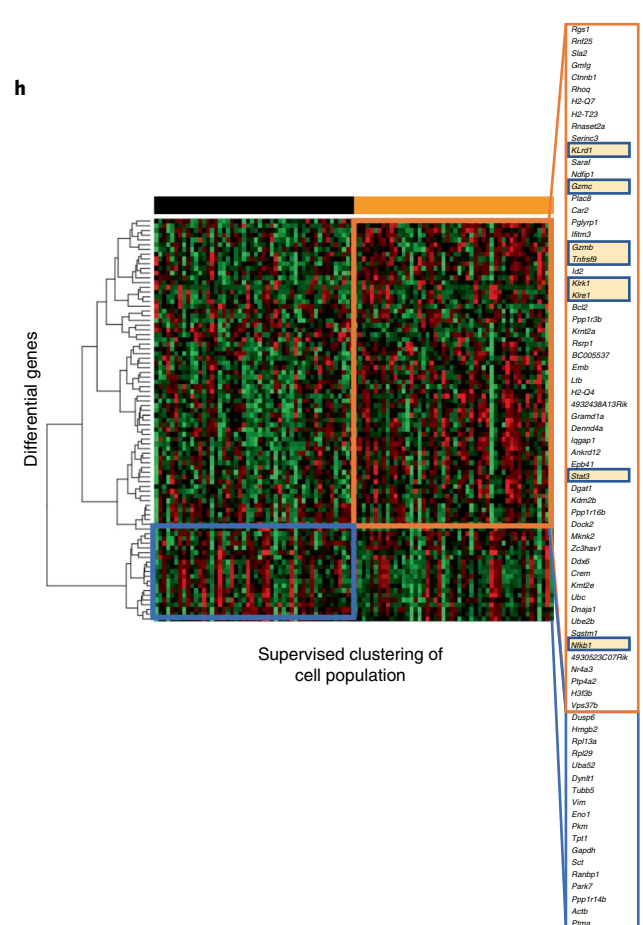 h
Differential genes
Supervised clustering of
cell population
Rgs1
Rnf25
Sla2
Gmfg
Ctnnb1
Rhoq
H2-Q7
H2-T23
Rnaset2a
Serinc3
KLrd1
Saraf
Ndfip1
Gzmc
Plac8
Car2
Pglyrp1
Ifitm3
Gzmb
Tnfrsf9
Id2
Klrk1
Klre1
Bcl2
Ppp1r3b
Krnt2a
Rsrp1
BC005537
Emb
Ltb
H2-Q4
4932438A13Rik
Gramd1a
Dennd4a
Iqgap1
Ankrd12
Epb41
Stat3
Dgat1
Kdm2b
Ppp1r16b
Dock2
Mknk2
Zc3hav1
Ddx6
Crem
Kmt2e
Ubc
Dnaja1
Ube2b
Sqstm1
Nfkb1
4930523C07Rik
Nr4a3
Ptp4a2
H3f3b
Vps37b
Dusp6
Hmgb2
Rpl13a
Rpl29
Uba52
Dynlt1
Tubb5
Vim
Eno1
Pkm
Tpt1
Gapdh
Sct
Ranbp1
Park7
Ppp1r14b
Actb
Ptma